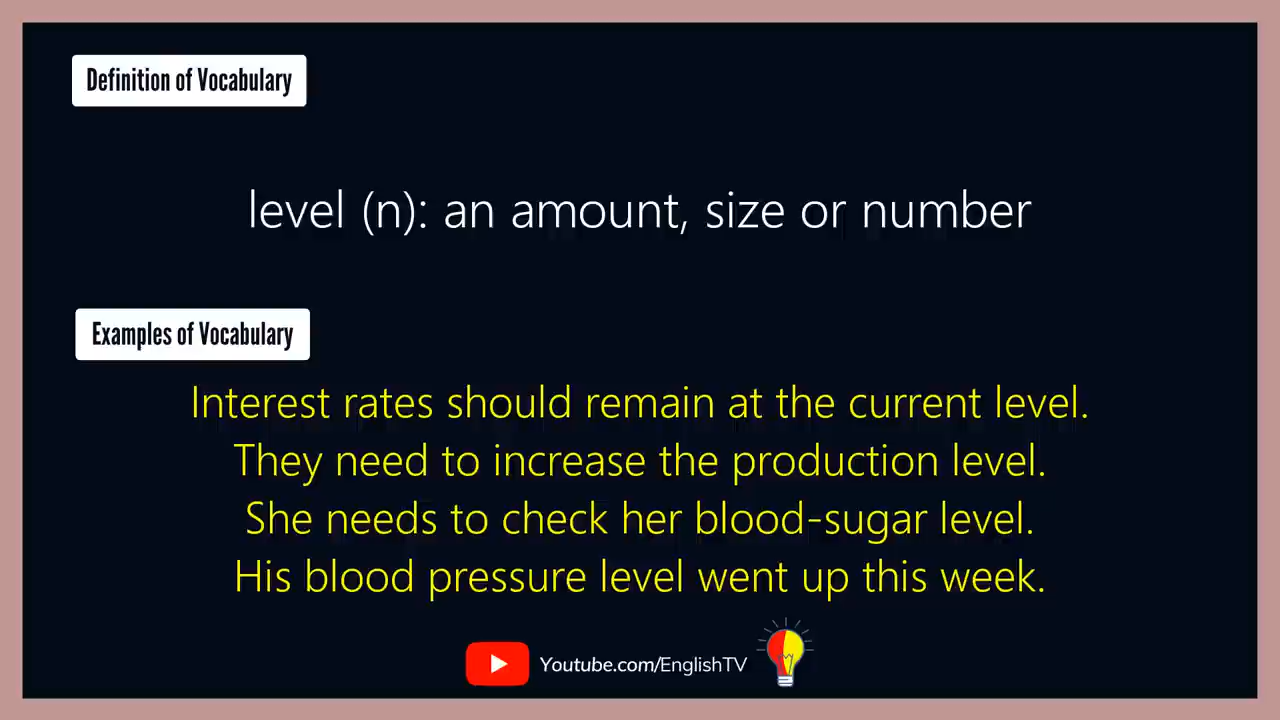 Definition of Vocabulary
level (n): an amount, size or number
Examples of Vocabulary
Interest rates should remain at the current level.
They need to increase the production level.
She needs to check her blood-sugar level.
His blood pressure level went up this week.
Youtube.com/EnglishTV